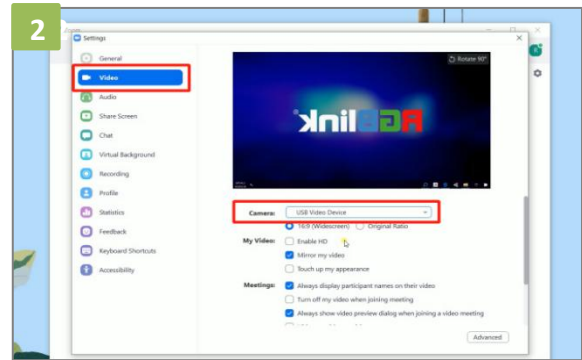 2
Settings
General
Rotate 90°
Video
Audio
Share Screen
Chat
Virtual Background
RGBlink
Recording
Profile
Statistics
Camera: USB Video Device
16:9 (Widescreen) Original Ratio
Feedback
My Video: Enable HD
Keyboard Shortcuts
Mirror my video
Accessibility
Touch up my appearance
Meetings: Always display participant names on their video
Turn off my video when joining meeting
Always show video preview dialog when joining a video meeting
Advanced